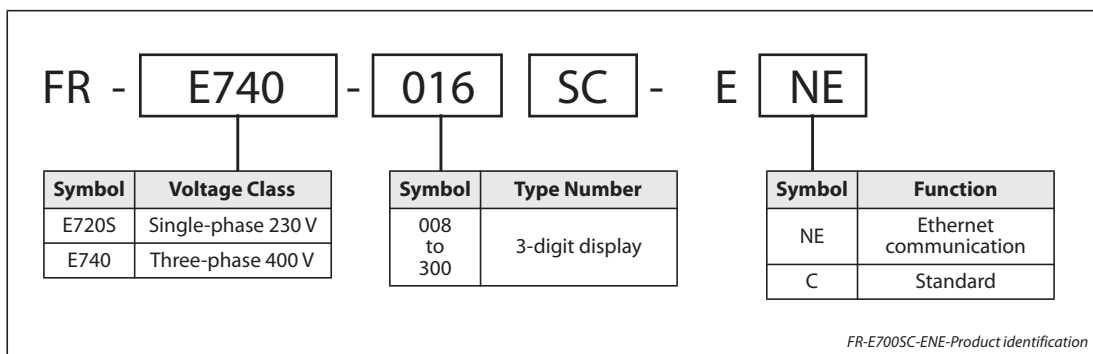 FR - E740 - 016 SC - E NE
Symbol Voltage Class
E720S Single-phase 230 V
E740 Three-phase 400 V
Symbol Type Number
008
to
300
3-digit display
Symbol Function
NE Ethernet
communication
C Standard
FR-E700SC-ENE-Product identification